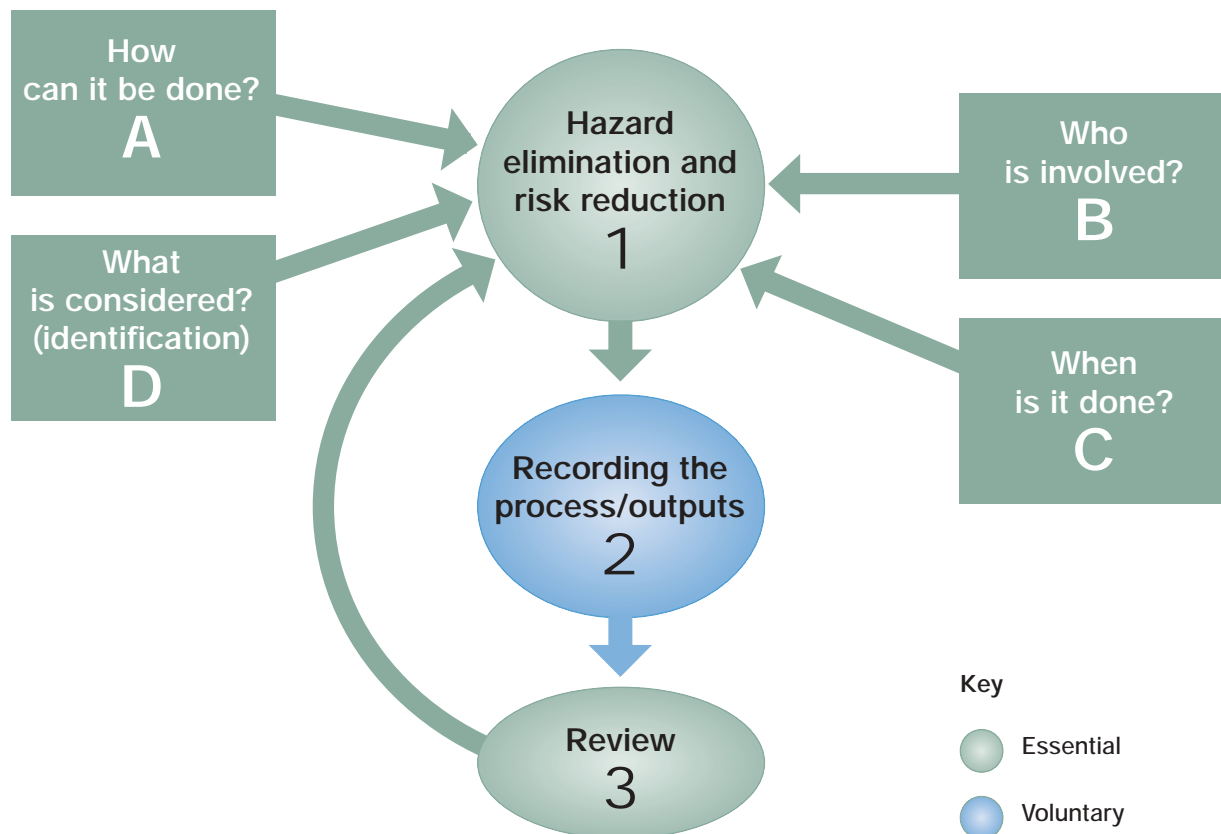 How
can it be done?
A
What
is considered?
(identification)
D
Hazard
elimination and
risk reduction
1
Who
is involved?
B
When
is it done?
C
Recording the
process/outputs
2
Review
3
Key
Essential
Voluntary